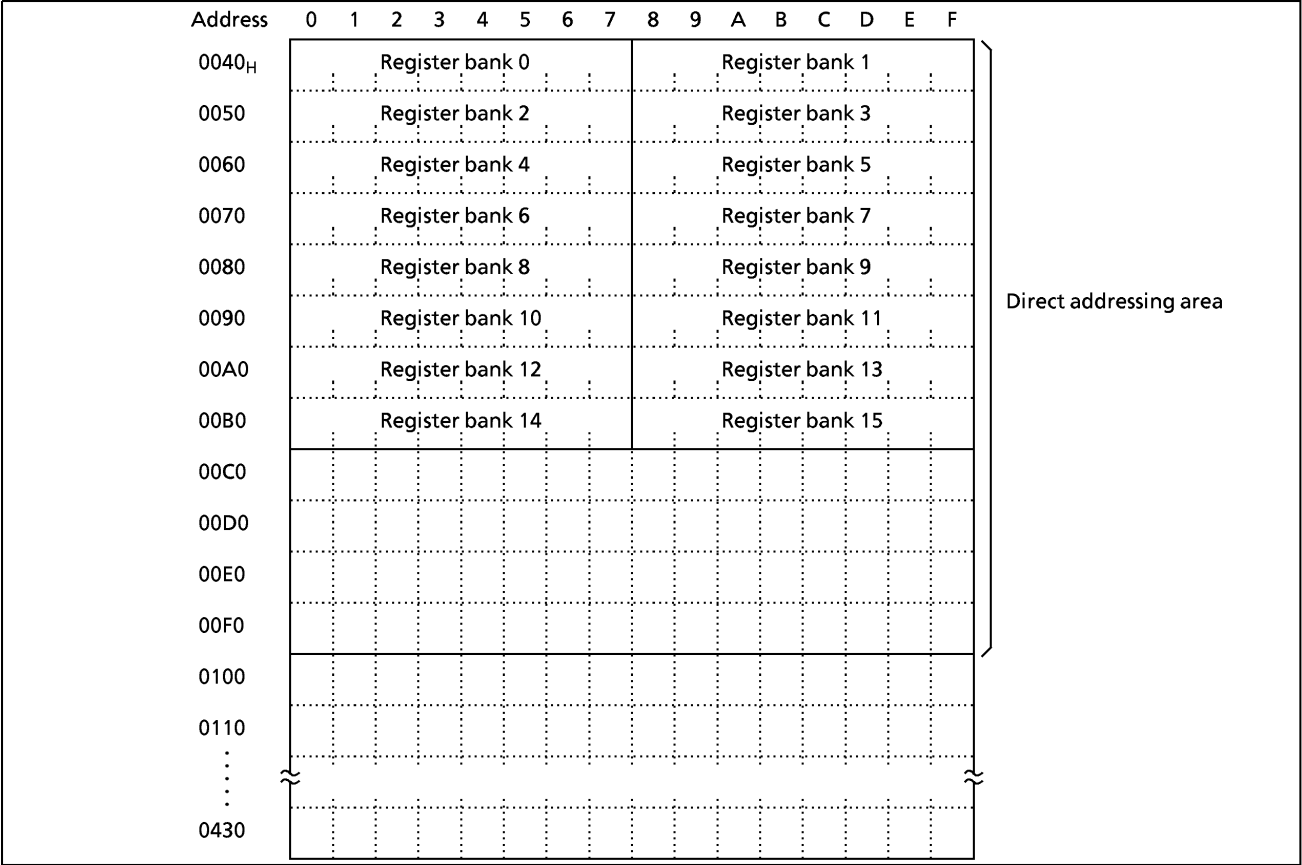 Address 0 1 2 3 4 5 6 7 8 9 A B C D E F
0040H Register bank 0 Register bank 1
0050 Register bank 2 Register bank 3
0060 Register bank 4 Register bank 5
0070 Register bank 6 Register bank 7
0080 Register bank 8 Register bank 9
Direct addressing area
0090 Register bank 10 Register bank 11
00A0 Register bank 12 Register bank 13
00B0 Register bank 14 Register bank 15
00C0
00D0
00E0
00F0
0100
0110
0430